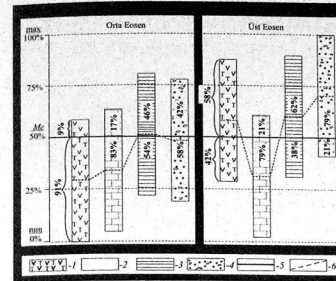 Orta Eosen Üst Eosen
max
100%
75%
Me
50%
25%
min
0%
9% 91%
17% 83%
46% 54%
42% 58%
58% 42%
21% 79%
62% 38%
79% 21%
-1 -2 -3 -4 -5 -6